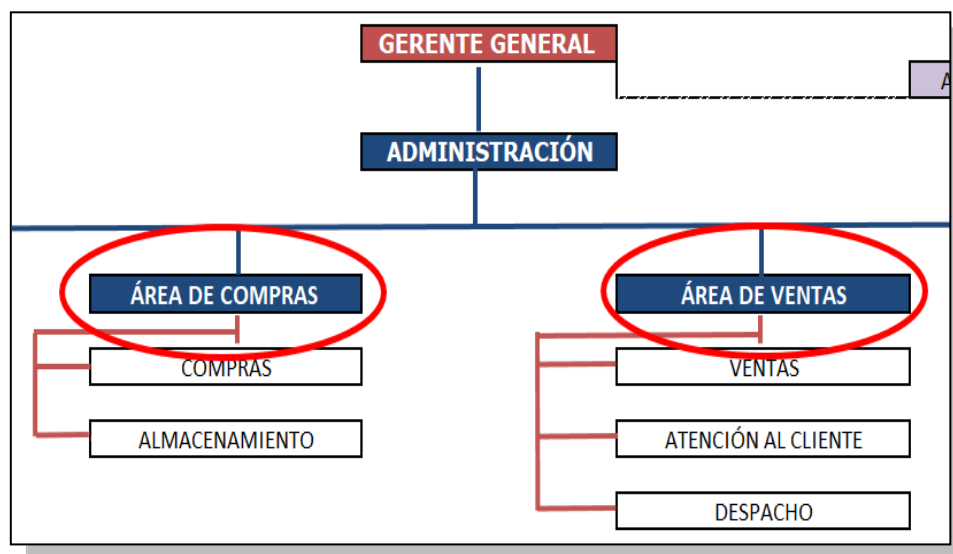 GERENTE GENERAL
A
ADMINISTRACIÓN
ÁREA DE COMPRAS
ÁREA DE VENTAS
COMPRAS
VENTAS
ALMACENAMIENTO
ATENCIÓN AL CLIENTE
DESPACHO